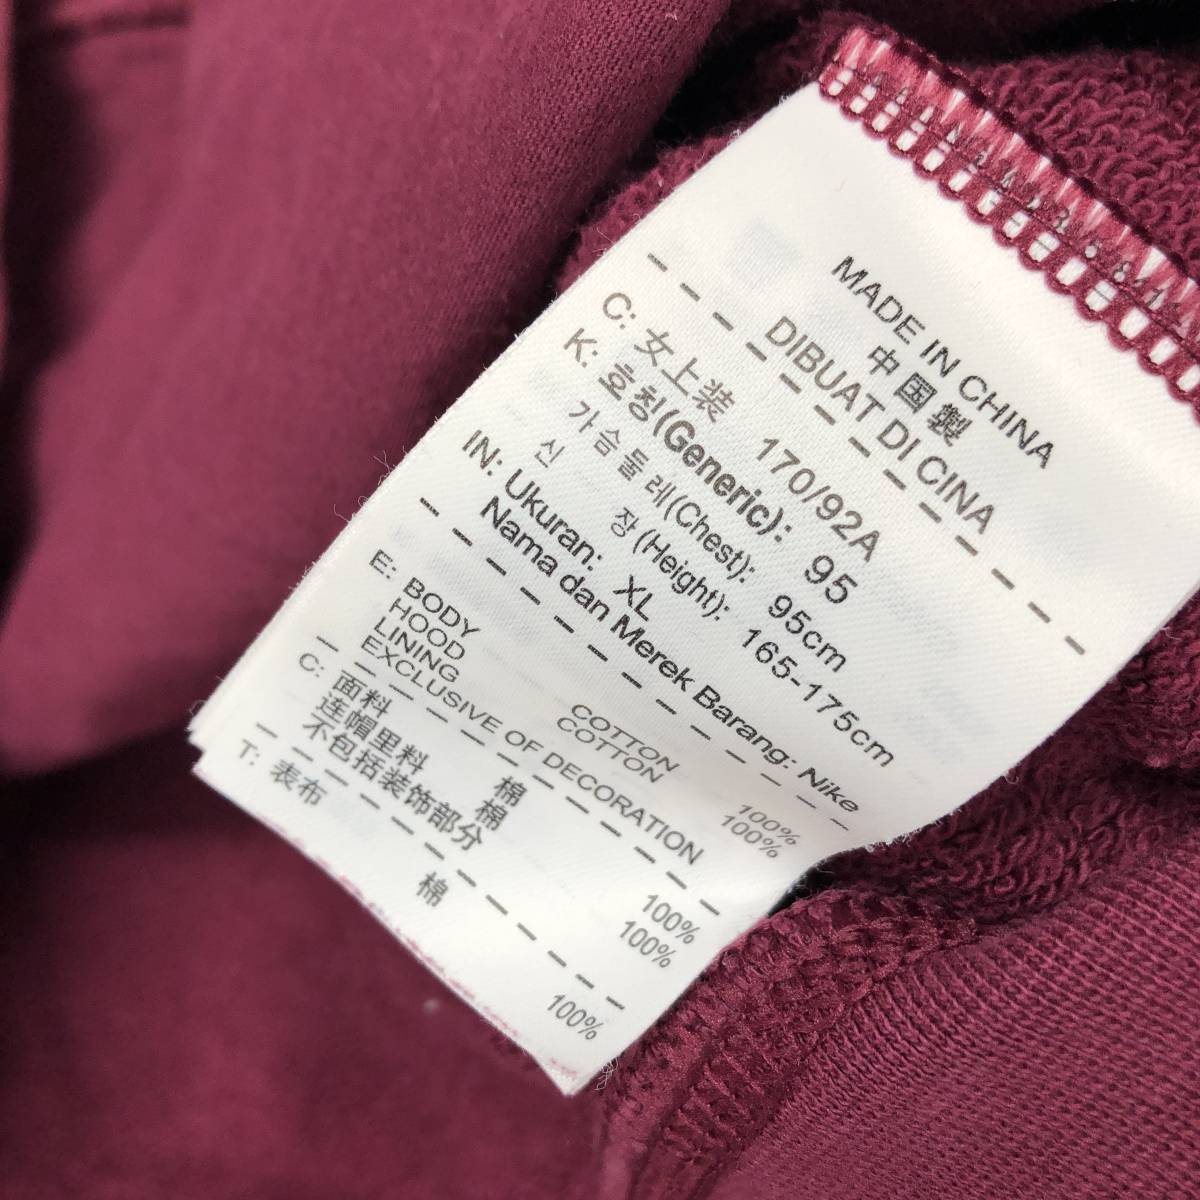 MADE IN CHINA
中国製
DIBUAT DI CINA
C: 女上装 170/92A
K: 호칭(Generic): 95
가슴둘레(Chest): 95cm
신 장 (Height): 165-175cm
IN: Ukuran: XL
Nama dan Merek Barang: Nike
E: BODY COTTON 100%
HOOD LINING COTTON 100%
EXCLUSIVE OF DECORATION
C: 面料 棉 100%
连帽里料 棉 100%
不包括装饰部分
T: 表布 棉 100%